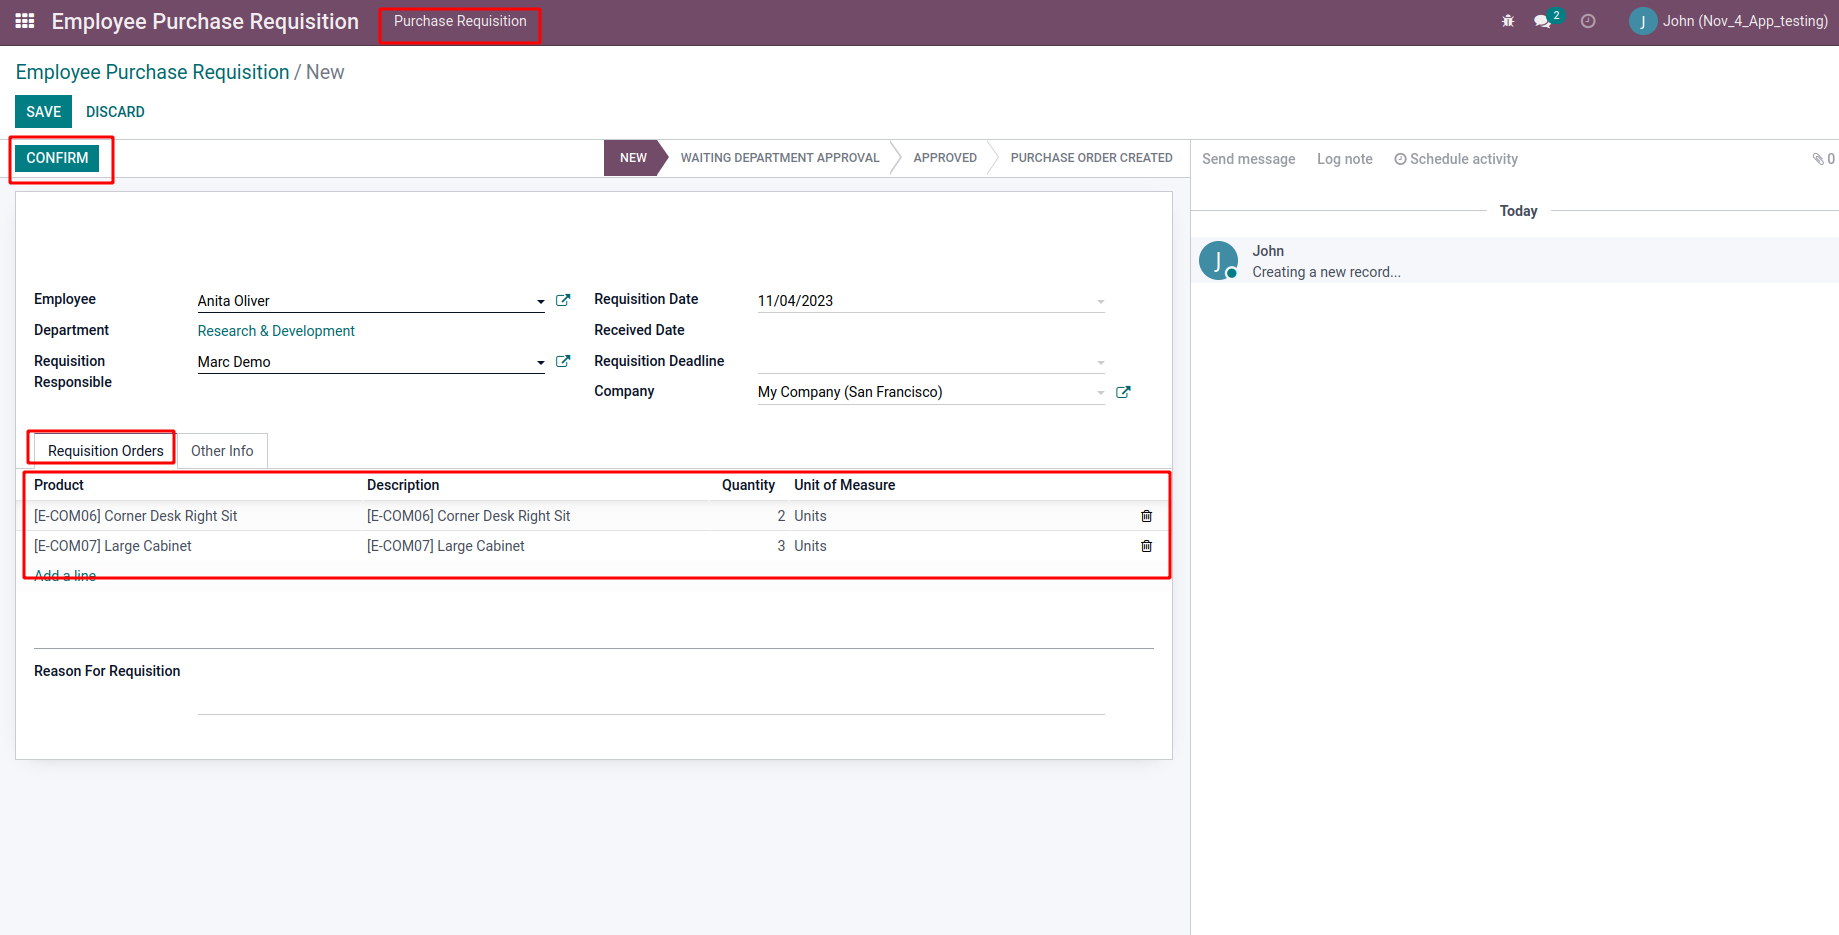 Employee Purchase Requisition Purchase Requisition 2 J John (Nov_4_App_testing)
Employee Purchase Requisition / New
SAVE DISCARD
CONFIRM NEW WAITING DEPARTMENT APPROVAL APPROVED PURCHASE ORDER CREATED Send message Log note Schedule activity 0
Today
J John
Creating a new record...
Employee Anita Oliver Requisition Date 11/04/2023
Department Research & Development Received Date
Requisition Responsible Marc Demo Requisition Deadline
Company My Company (San Francisco)
Requisition Orders Other Info
Product Description Quantity Unit of Measure
[E-COM06] Corner Desk Right Sit [E-COM06] Corner Desk Right Sit 2 Units
[E-COM07] Large Cabinet [E-COM07] Large Cabinet 3 Units
Add a line
Reason For Requisition